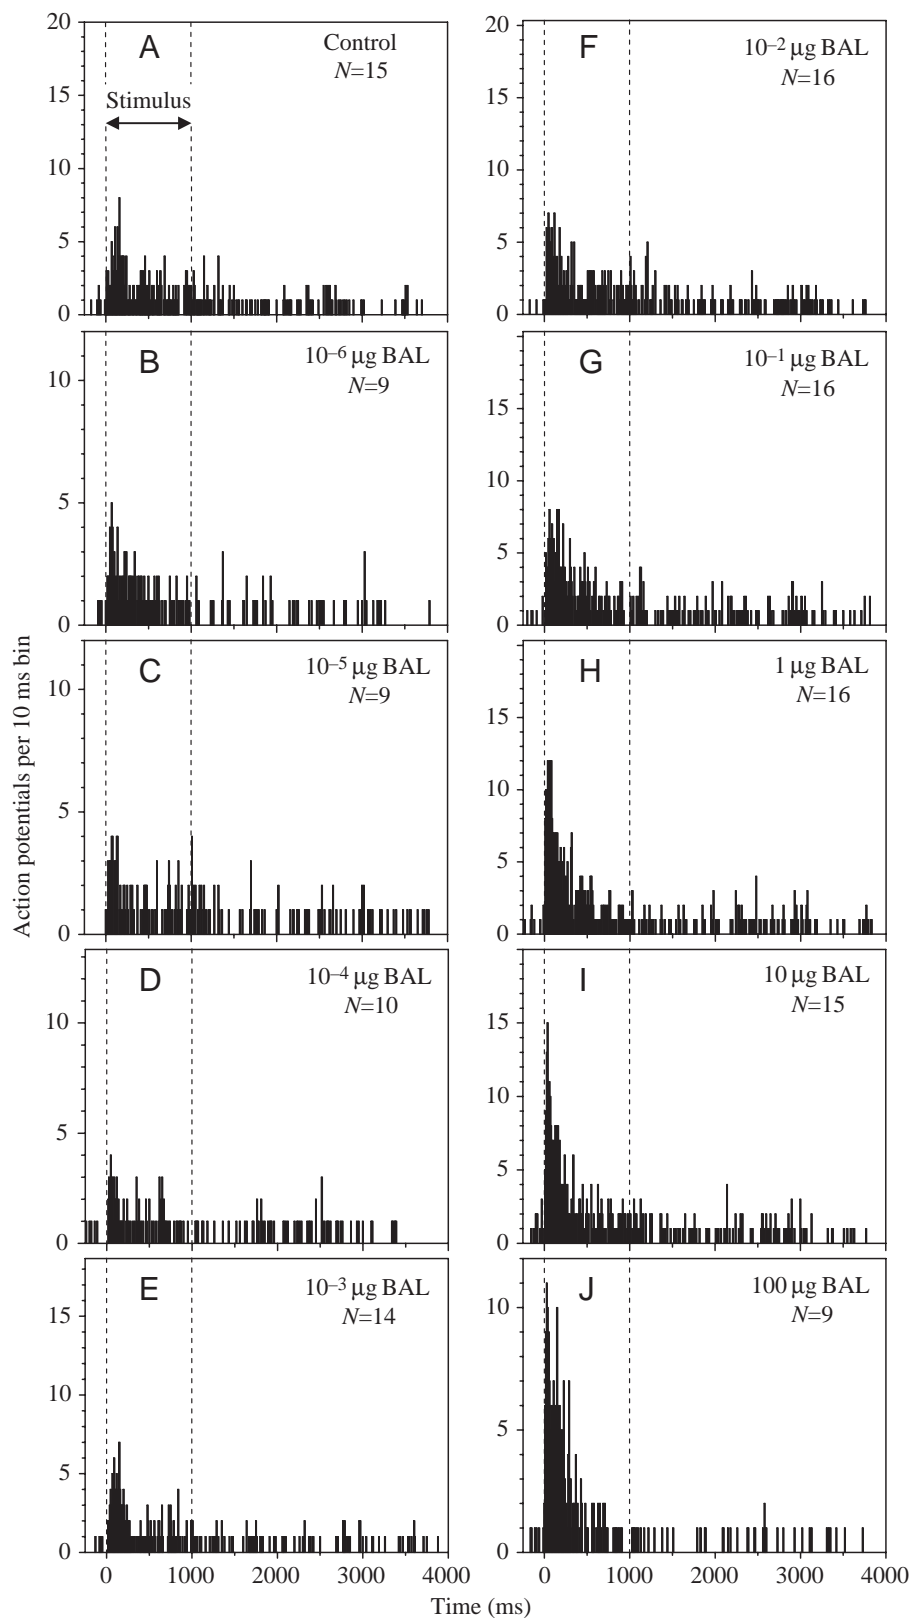 Action potentials per 10 ms bin
A
Control
N=15
Stimulus
20
15
10
5
0
B
10–6 μg BAL
N=9
10
5
0
C
10–5 μg BAL
N=9
10
5
0
D
10–4 μg BAL
N=10
10
5
0
E
10–3 μg BAL
N=14
15
10
5
0
0 1000 2000 3000 4000
F
10–2 μg BAL
N=16
20
15
10
5
0
G
10–1 μg BAL
N=16
15
10
5
0
H
1 μg BAL
N=16
15
10
5
0
I
10 μg BAL
N=15
15
10
5
0
J
100 μg BAL
N=9
10
5
0
0 1000 2000 3000 4000
Time (ms)